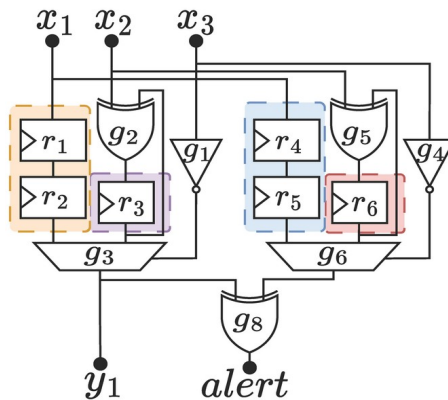 x₁ x₂ x₃
r₁ g₂ g₁ r₄ g₅ g₄
r₂ r₃ r₅ r₆
g₃ g₆
g₈
y₁ alert